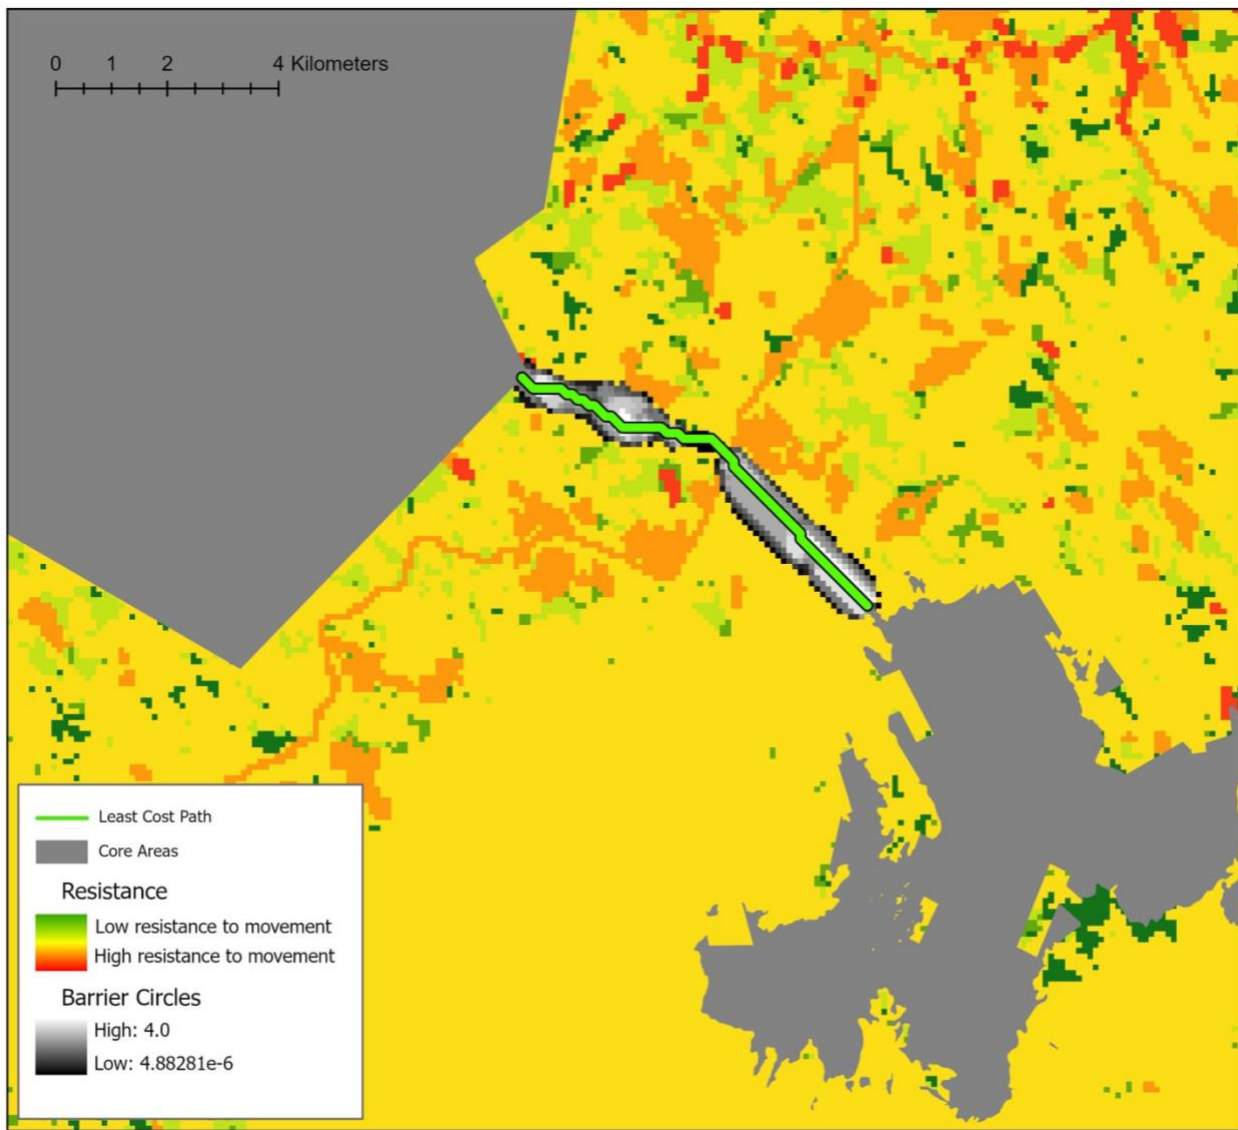 0 1 2 4 Kilometers
Least Cost Path
Core Areas
Resistance
Low resistance to movement
High resistance to movement
Barrier Circles
High: 4.0
Low: 4.88281e-6